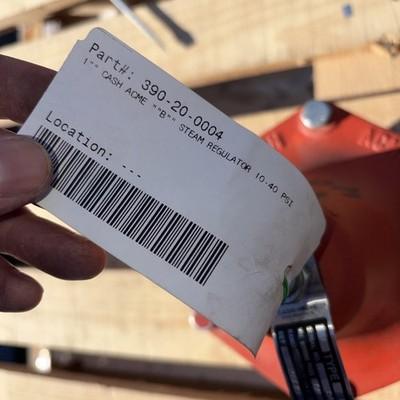 Part#: 390-20-0004
1"" CASH ACME ""B"" STEAM REGULATOR 10-40 PSI
Location: ---